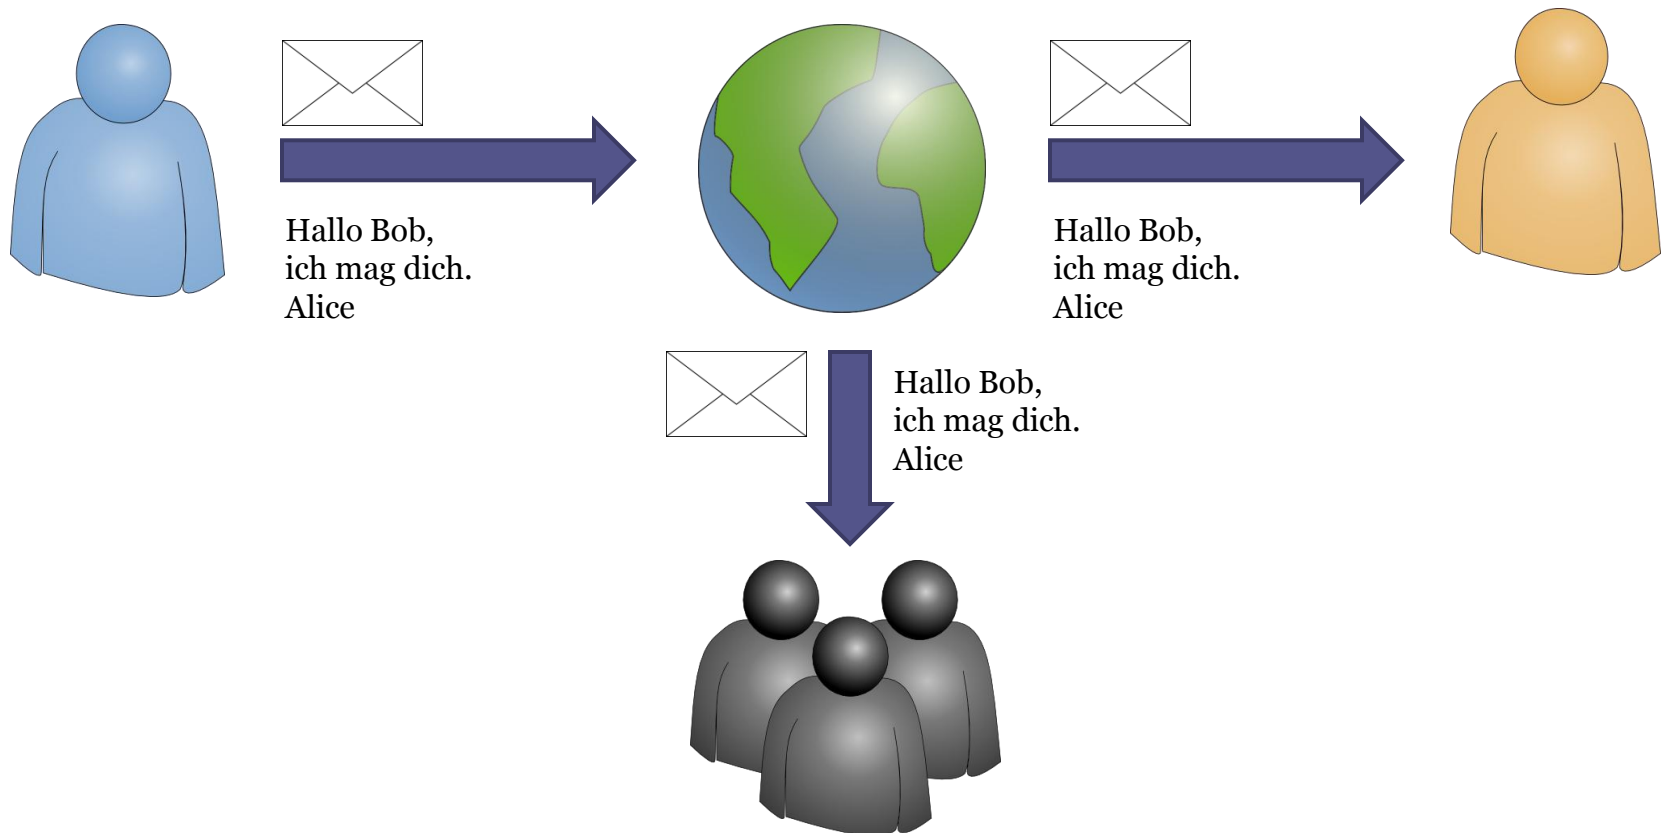 Hallo Bob,
ich mag dich.
Alice
Hallo Bob,
ich mag dich.
Alice
Hallo Bob,
ich mag dich.
Alice